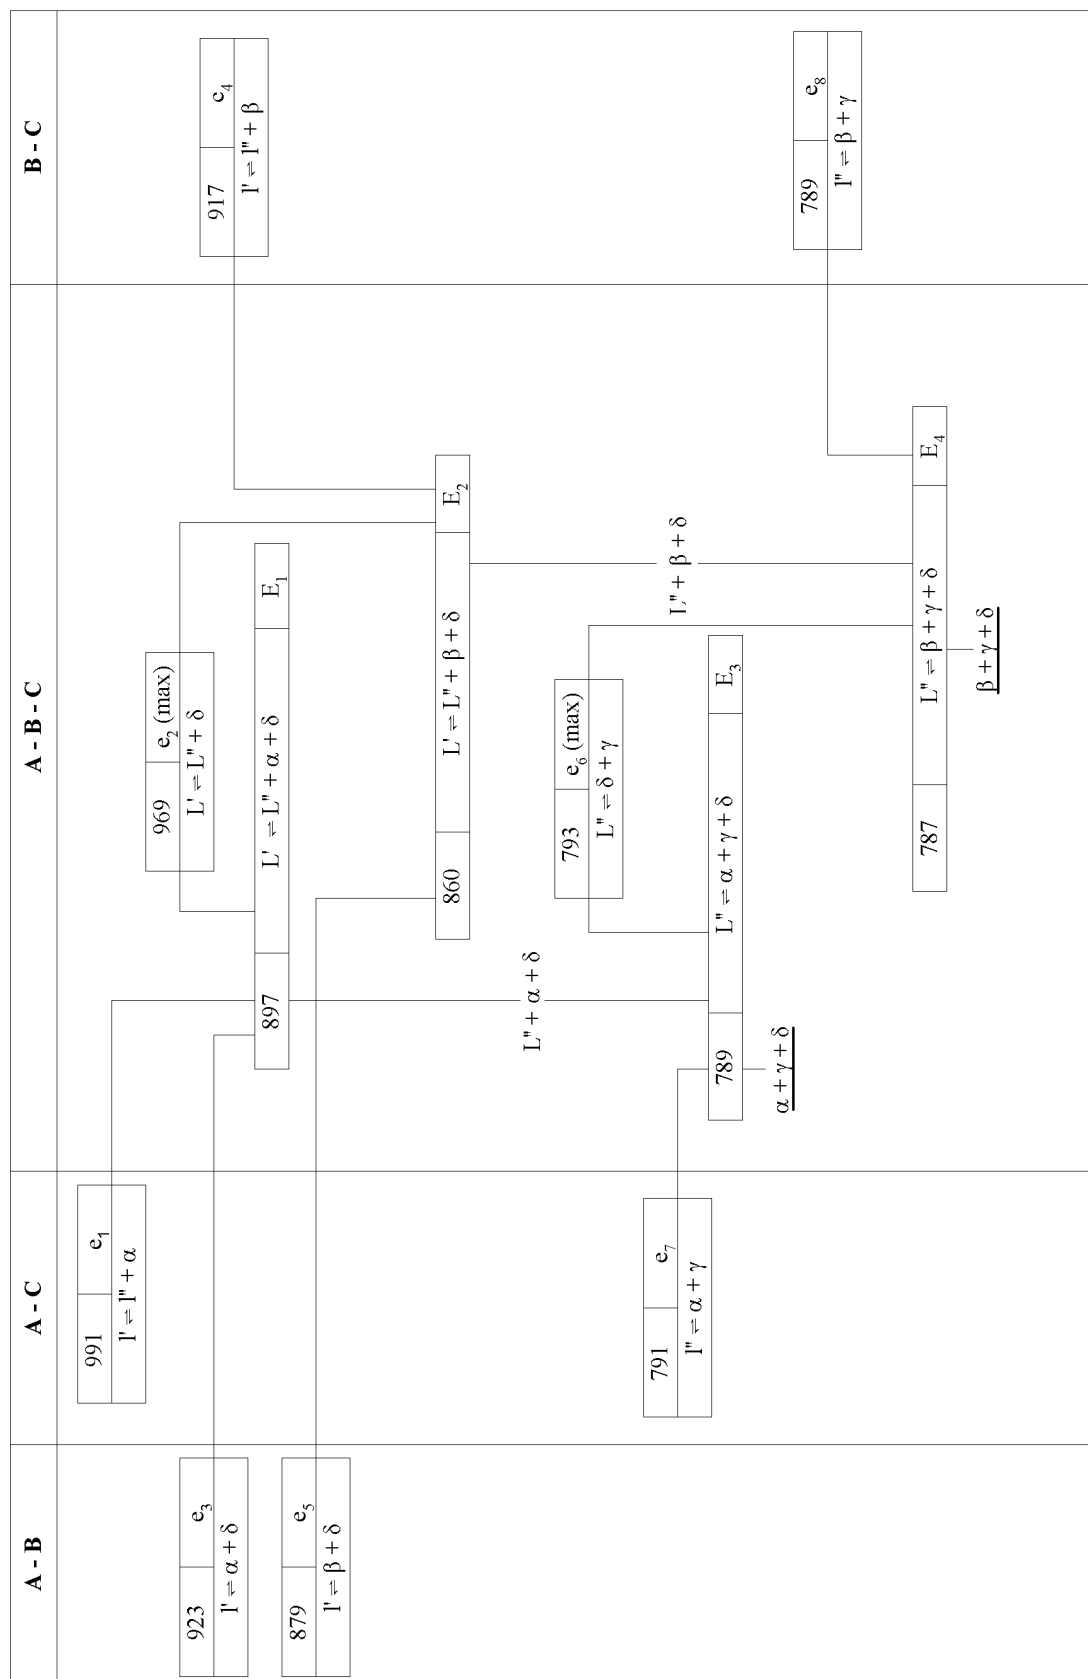 A - B
A - C
A - B - C
B - C
991 e₁
l' ⇌ l'' + α
969 e₂ (max)
L' ⇌ L'' + δ
923 e₃
l' ⇌ α + δ
917 e₄
l' ⇌ l'' + β
897 L' ⇌ L'' + α + δ E₁
879 e₅
l' ⇌ β + δ
860 L' ⇌ L'' + β + δ E₂
L'' + α + δ
793 e₆ (max)
L'' ⇌ δ + γ
L'' + β + δ
791 e₇
l'' ⇌ α + γ
789 L'' ⇌ α + γ + δ E₃
α + γ + δ
789 e₈
l'' ⇌ β + γ
787 L'' ⇌ β + γ + δ E₄
β + γ + δ